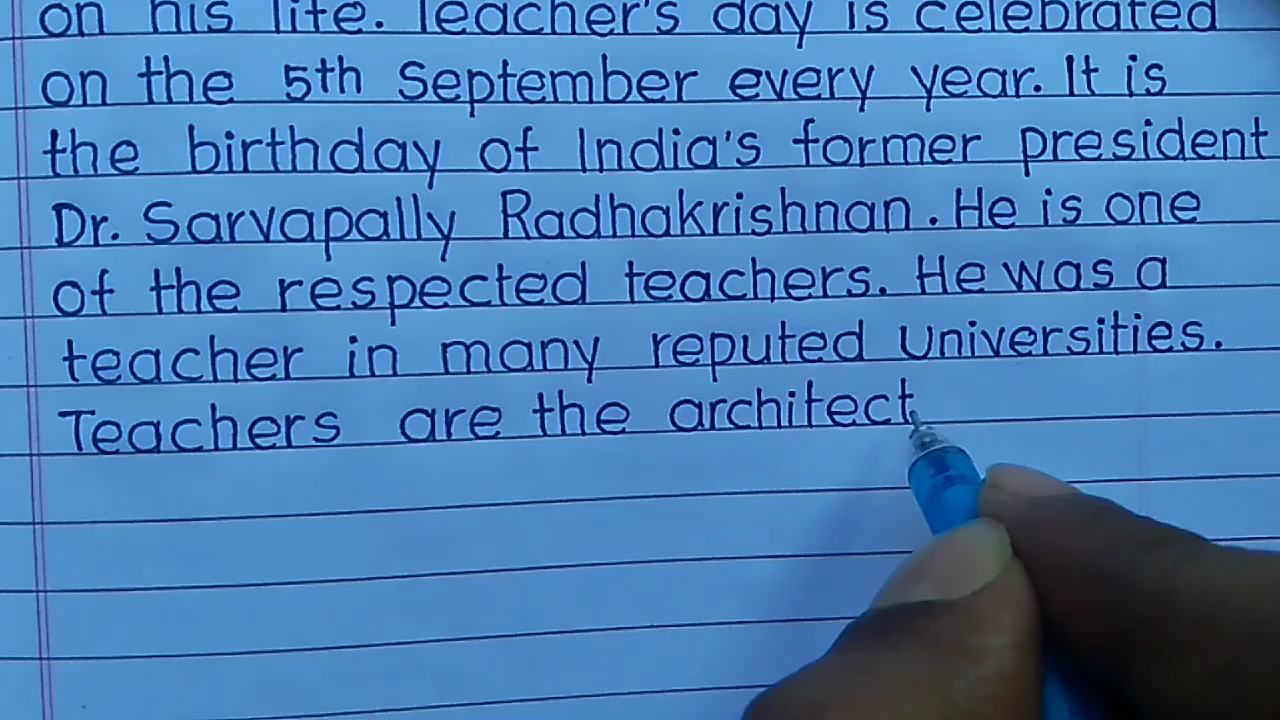 on his life. Teacher's day is celebrated
on the 5th September every year. It is
the birthday of India's former president
Dr. Sarvapally Radhakrishnan. He is one
of the respected teachers. He was a
teacher in many reputed universities.
Teachers are the architect